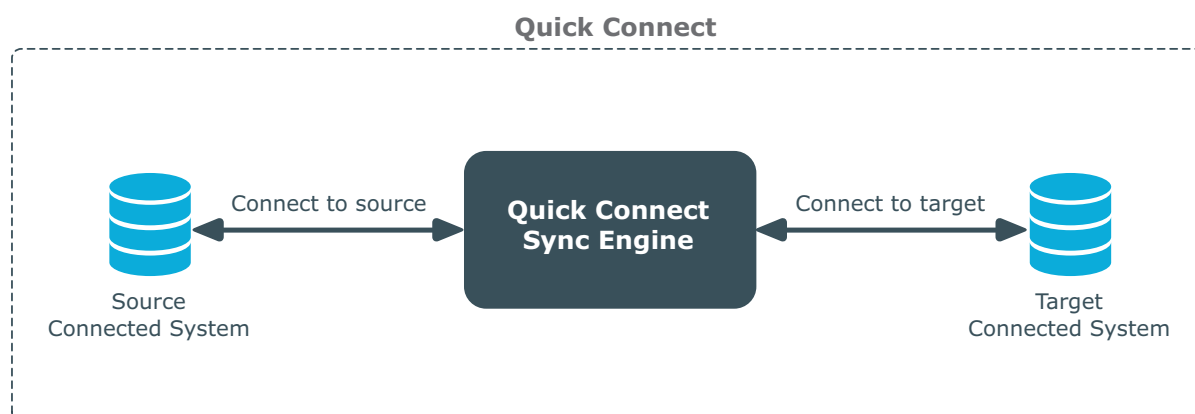 Quick Connect
Connect to source
Quick Connect
Sync Engine
Connect to target
Source
Connected System
Target
Connected System